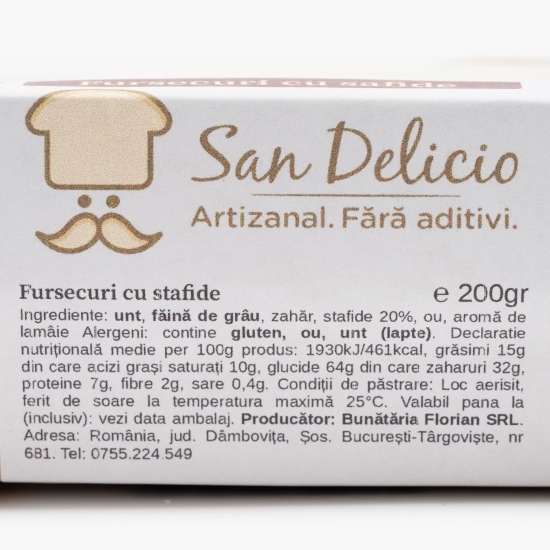 Fursecuri cu safide
San Delicio
Artizanal. Fără aditivi.
Fursecuri cu stafide
℮ 200gr
Ingrediente: unt, făină de grâu, zahăr, stafide 20%, ou, aromă de
lamâie Alergeni: contine gluten, ou, unt (lapte). Declaratie
nutrițională medie per 100g produs: 1930kJ/461kcal, grăsimi 15g
din care acizi grași saturați 10g, glucide 64g din care zaharuri 32g,
proteine 7g, fibre 2g, sare 0,4g. Condiții de păstrare: Loc aerisit,
ferit de soare la temperatura maximă 25°C. Valabil pana la
(inclusiv): vezi data ambalaj. Producător: Bunătăria Florian SRL.
Adresa: România, jud. Dâmbovița, Șos. București-Târgoviște, nr
681. Tel: 0755.224.549